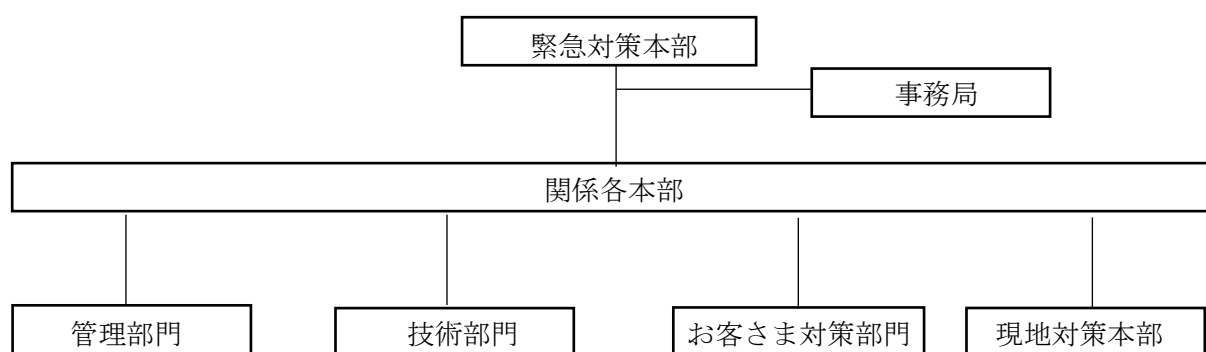 緊急対策本部
事務局
関係各本部
管理部門
技術部門
お客さま対策部門
現地対策本部